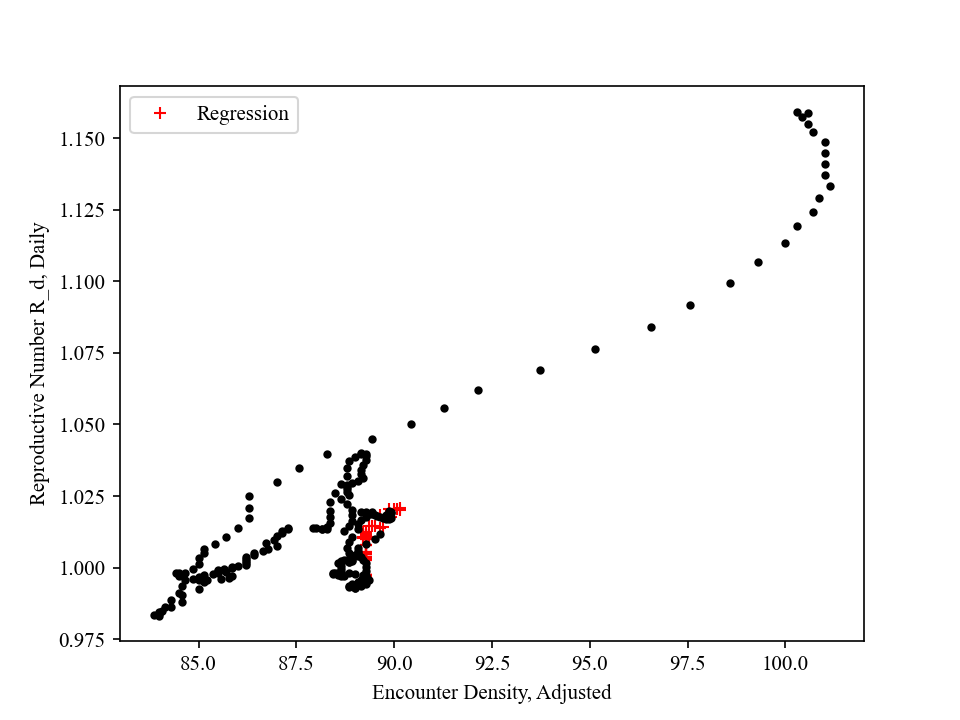 Regression
1.150
1.125
1.100
1.075
1.050
1.025
1.000
0.975
Reproductive Number R_d, Daily
85.0 87.5 90.0 92.5 95.0 97.5 100.0
Encounter Density, Adjusted